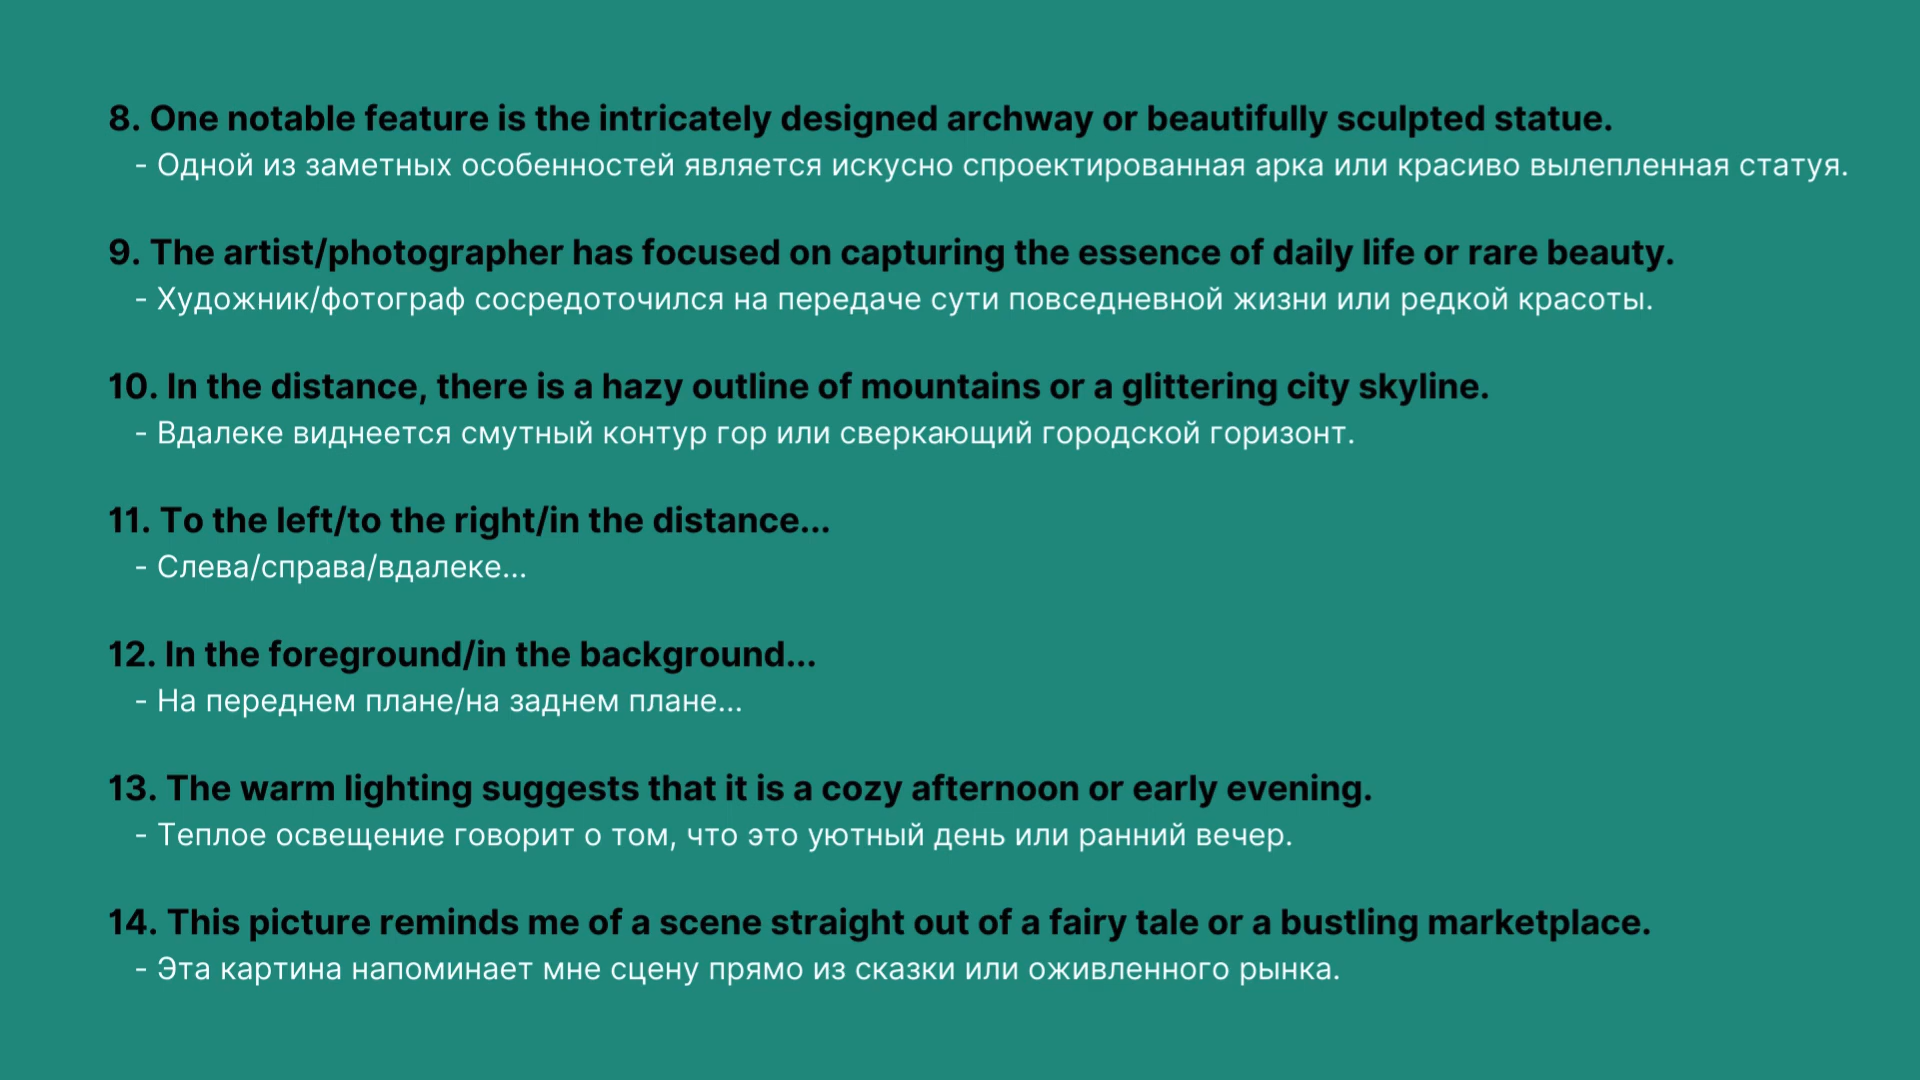 8. One notable feature is the intricately designed archway or beautifully sculpted statue.
- Одной из заметных особенностей является искусно спроектированная арка или красиво вылепленная статуя.
9. The artist/photographer has focused on capturing the essence of daily life or rare beauty.
- Художник/фотограф сосредоточился на передаче сути повседневной жизни или редкой красоты.
10. In the distance, there is a hazy outline of mountains or a glittering city skyline.
- Вдалеке виднеется смутный контур гор или сверкающий городской горизонт.
11. To the left/to the right/in the distance...
- Слева/справа/вдалеке...
12. In the foreground/in the background...
- На переднем плане/на заднем плане...
13. The warm lighting suggests that it is a cozy afternoon or early evening.
- Теплое освещение говорит о том, что это уютный день или ранний вечер.
14. This picture reminds me of a scene straight out of a fairy tale or a bustling marketplace.
- Эта картина напоминает мне сцену прямо из сказки или оживленного рынка.